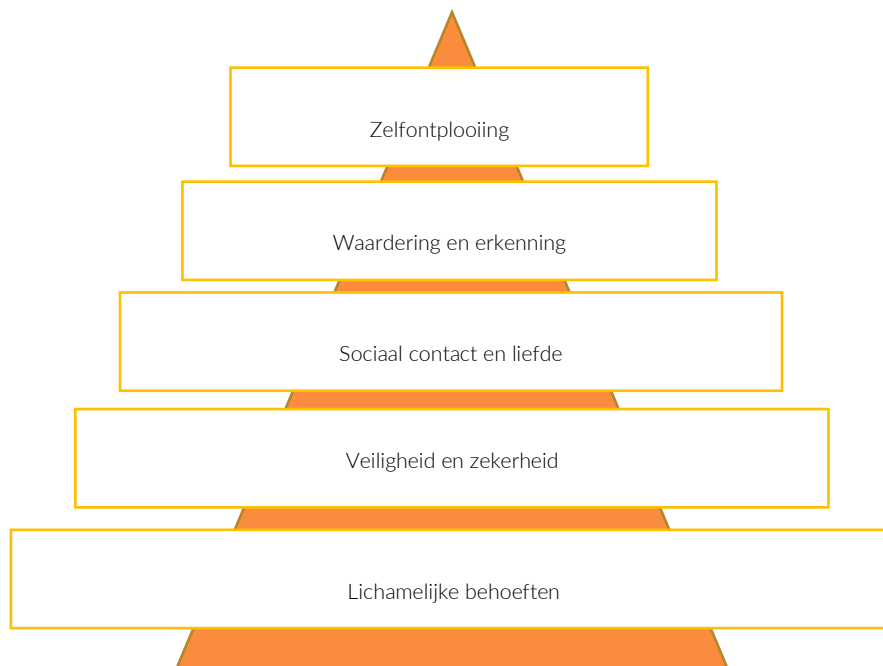 Zelfontplooiing
Waardering en erkenning
Sociaal contact en liefde
Veiligheid en zekerheid
Lichamelijke behoeften